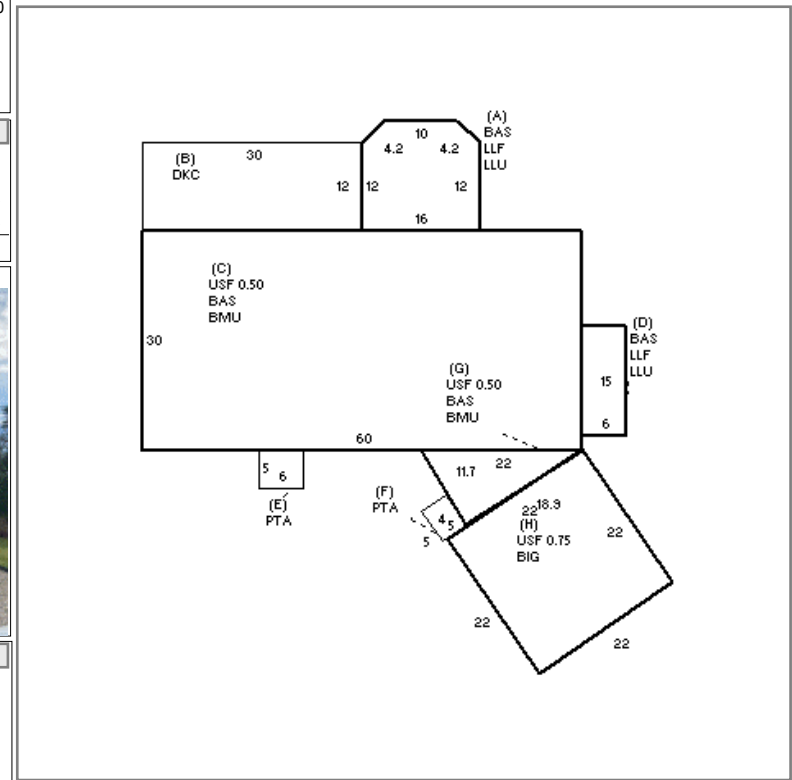 (A)
BAS
LLF
LLU
10
4.2 4.2
(B)
DKC
30
12 12 12
16
(C)
USF 0.50
BAS
BMU
30
(D)
BAS
LLF
LLU
15
6
(G)
USF 0.50
BAS
BMU
60
5 6
(E)
PTA
11.7 22
(F)
PTA
4 5
5
22 18.9
(H)
USF 0.75
BIG
22
22
22